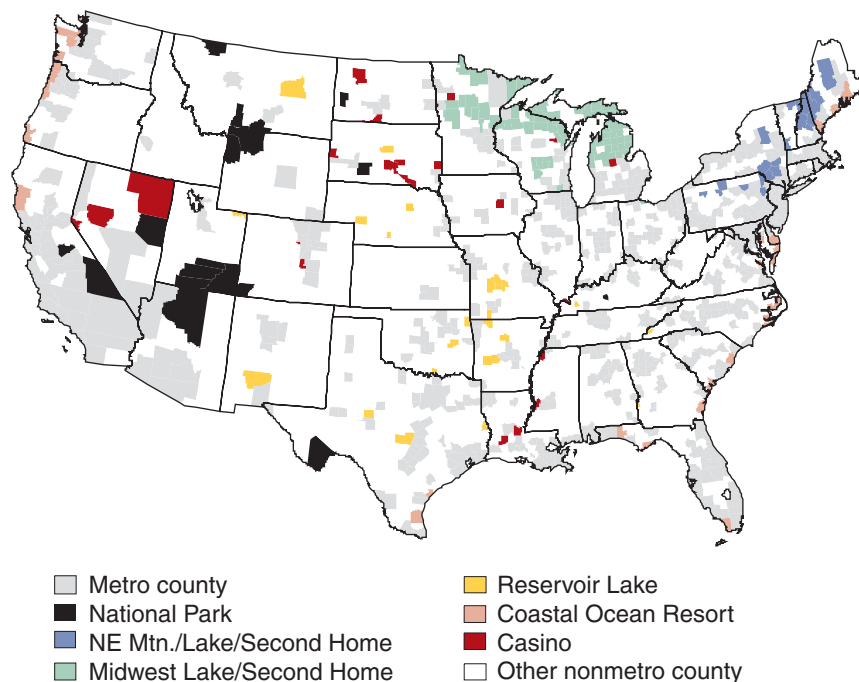 Metro county
National Park
NE Mtn./Lake/Second Home
Midwest Lake/Second Home
Reservoir Lake
Coastal Ocean Resort
Casino
Other nonmetro county